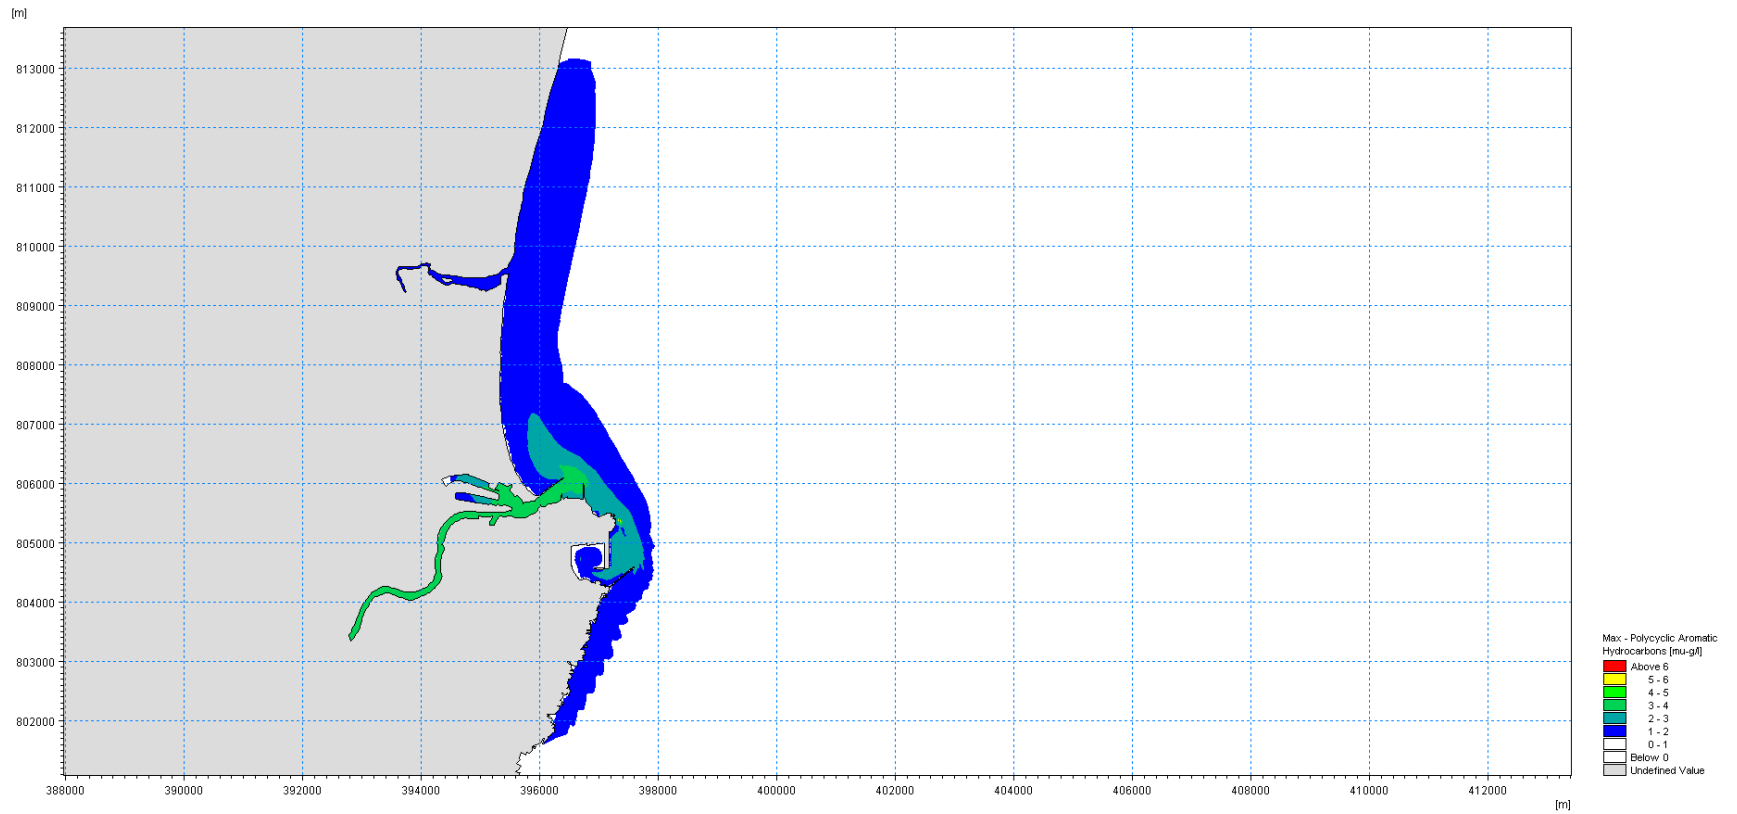 [m]
813000
812000
811000
810000
809000
808000
807000
806000
805000
804000
803000
802000
388000 390000 392000 394000 396000 398000 400000 402000 404000 406000 408000 410000 412000
[m]
Max - Polycyclic Aromatic
Hydrocarbons [mu-g/l]
Above 6
5 - 6
4 - 5
3 - 4
2 - 3
1 - 2
0 - 1
Below 0
Undefined Value